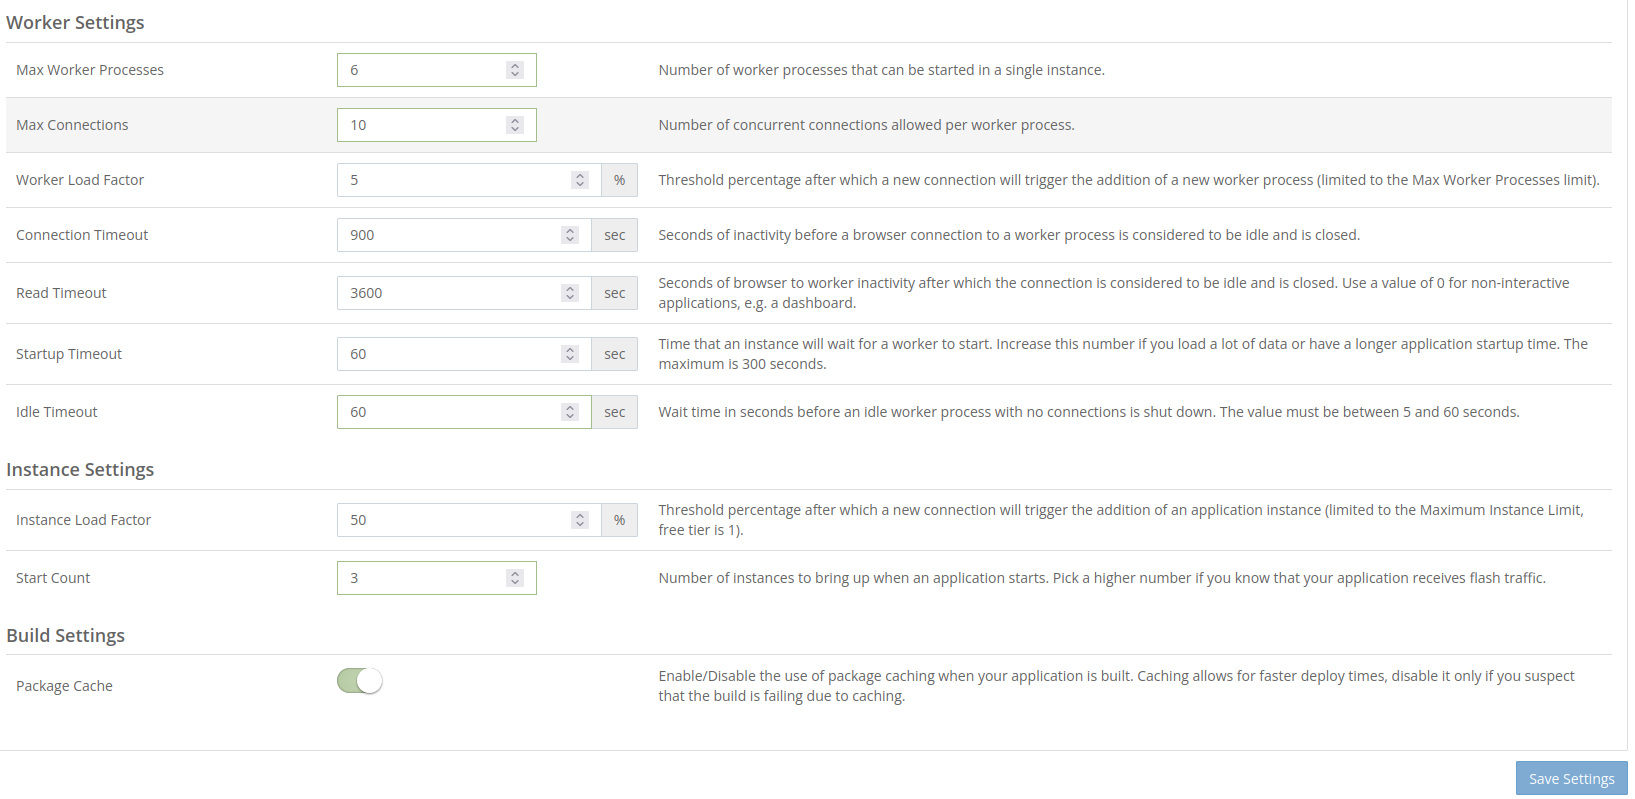 Worker Settings
Max Worker Processes
6
Number of worker processes that can be started in a single instance.
Max Connections
10
Number of concurrent connections allowed per worker process.
Worker Load Factor
5
%
Threshold percentage after which a new connection will trigger the addition of a new worker process (limited to the Max Worker Processes limit).
Connection Timeout
900
sec
Seconds of inactivity before a browser connection to a worker process is considered to be idle and is closed.
Read Timeout
3600
sec
Seconds of browser to worker inactivity after which the connection is considered to be idle and is closed. Use a value of 0 for non-interactive
applications, e.g. a dashboard.
Startup Timeout
60
sec
Time that an instance will wait for a worker to start. Increase this number if you load a lot of data or have a longer application startup time. The
maximum is 300 seconds.
Idle Timeout
60
sec
Wait time in seconds before an idle worker process with no connections is shut down. The value must be between 5 and 60 seconds.
Instance Settings
Instance Load Factor
50
%
Threshold percentage after which a new connection will trigger the addition of an application instance (limited to the Maximum Instance Limit,
free tier is 1).
Start Count
3
Number of instances to bring up when an application starts. Pick a higher number if you know that your application receives flash traffic.
Build Settings
Package Cache
Enable/Disable the use of package caching when your application is built. Caching allows for faster deploy times, disable it only if you suspect
that the build is failing due to caching.
Save Settings